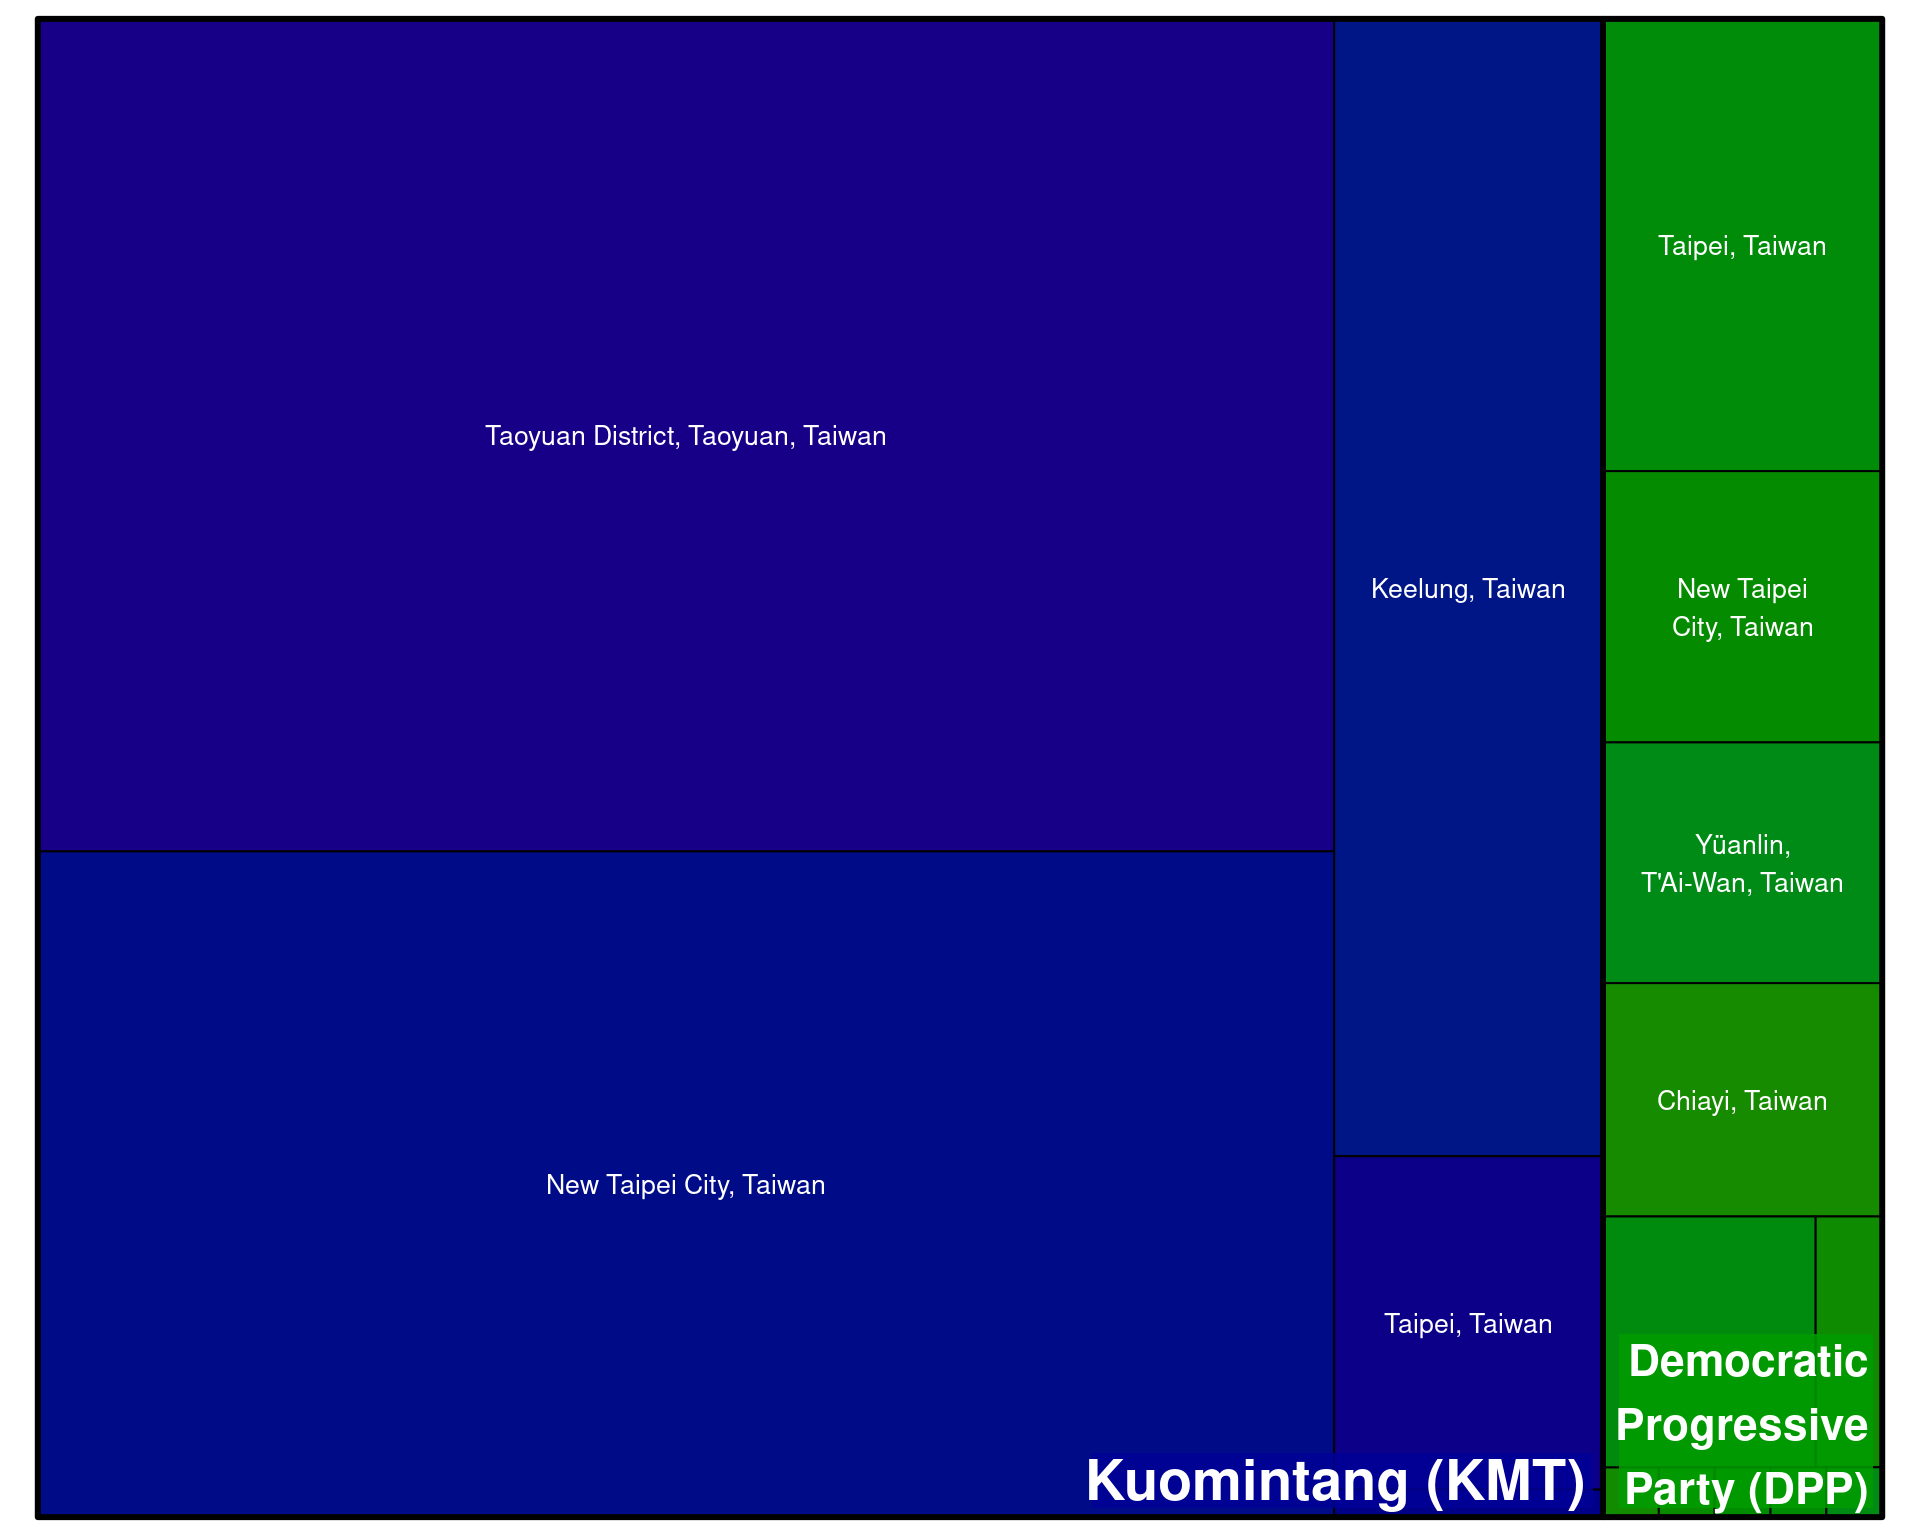 Taoyuan District, Taoyuan, Taiwan
New Taipei City, Taiwan
Keelung, Taiwan
Taipei, Taiwan
Kuomintang (KMT)
Taipei, Taiwan
New Taipei
City, Taiwan
Yüanlin,
T'Ai-Wan, Taiwan
Chiayi, Taiwan
Democratic
Progressive
Party (DPP)